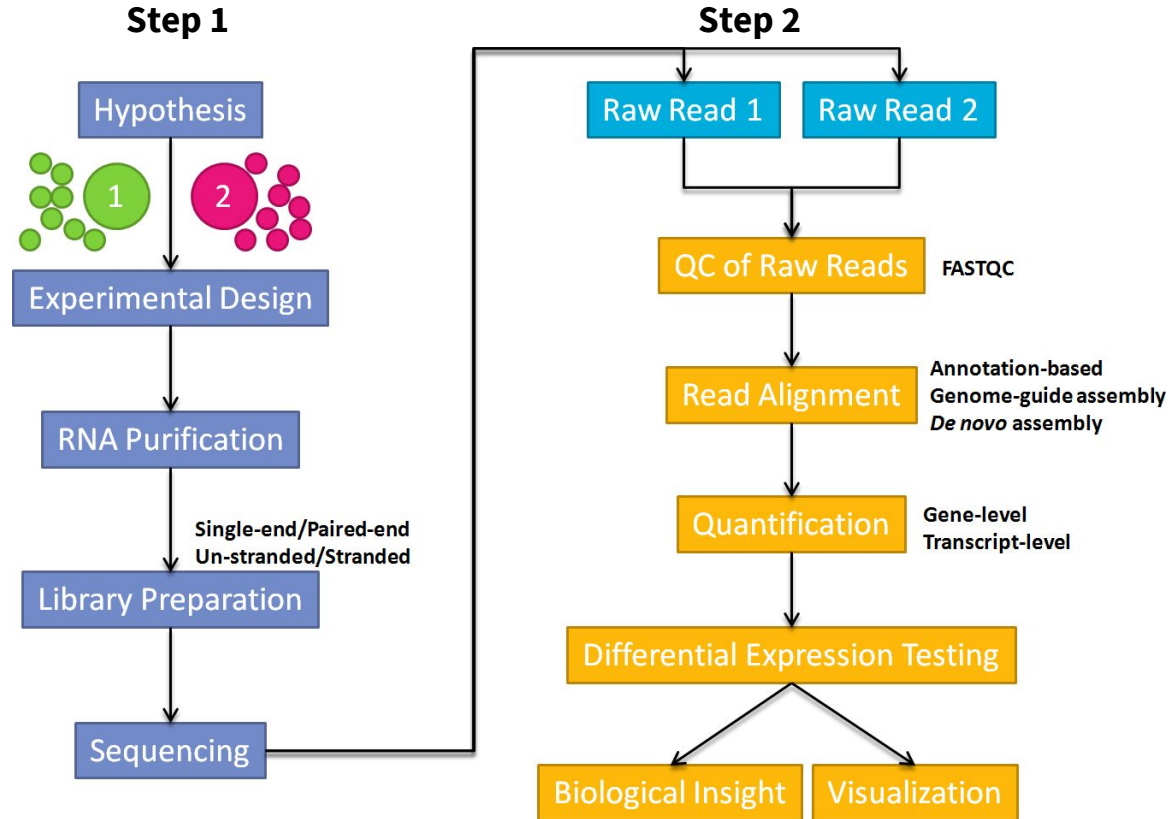 Step 1
Hypothesis
1
2
Experimental Design
RNA Purification
Single-end/Paired-end
Un-stranded/Stranded
Library Preparation
Sequencing
Step 2
Raw Read 1
Raw Read 2
QC of Raw Reads
FASTQC
Read Alignment
Annotation-based
Genome-guide assembly
De novo assembly
Quantification
Gene-level
Transcript-level
Differential Expression Testing
Biological Insight
Visualization